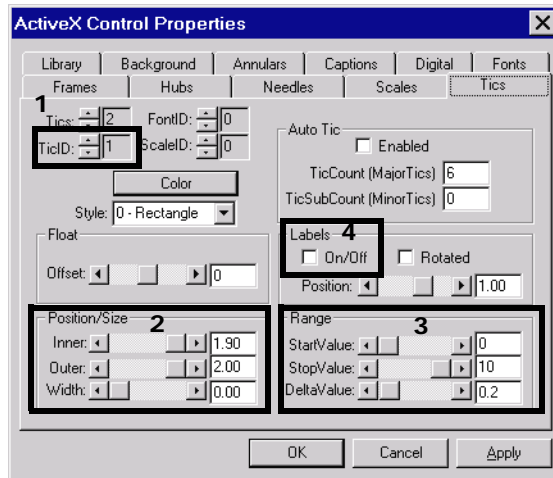 ActiveX Control Properties
Library Background Annulars Captions Digital Fonts
Frames Hubs Needles Scales Tics
1
Tics: 2 FontID: 0
TicID: 1 ScaleID: 0
Color
Style: 0 - Rectangle
Auto Tic
Enabled
TicCount (MajorTics) 6
TicSubCount (MinorTics) 0
Float
Offset: 0
Labels 4
On/Off Rotated
Position: 1.00
Position/Size 2
Inner: 1.90
Outer: 2.00
Width: 0.00
Range 3
StartValue: 0
StopValue: 10
DeltaValue: 0.2
OK Cancel Apply